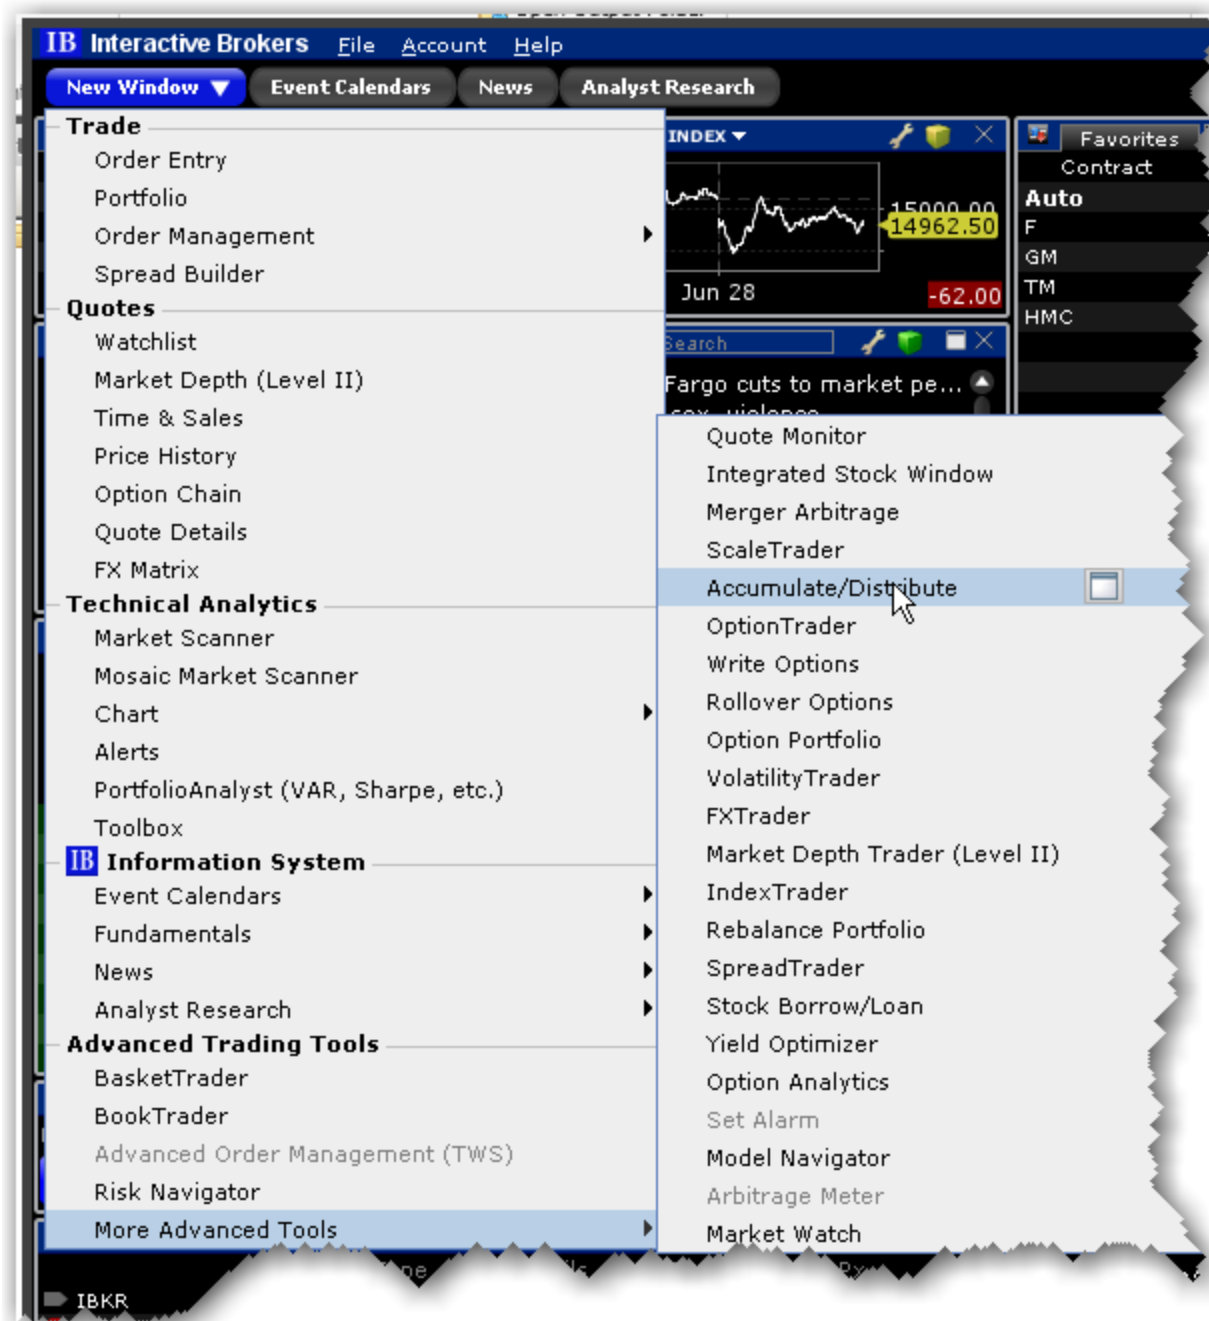 IB Interactive Brokers File Account Help
New Window Event Calendars News Analyst Research
Trade
Order Entry
Portfolio
Order Management
Spread Builder
Quotes
Watchlist
Market Depth (Level II)
Time & Sales
Price History
Option Chain
Quote Details
FX Matrix
Technical Analytics
Market Scanner
Mosaic Market Scanner
Chart
Alerts
PortfolioAnalyst (VAR, Sharpe, etc.)
Toolbox
IB Information System
Event Calendars
Fundamentals
News
Analyst Research
Advanced Trading Tools
BasketTrader
BookTrader
Advanced Order Management (TWS)
Risk Navigator
More Advanced Tools
INDEX
15000.00
14962.50
Jun 28
-62.00
Search
Fargo cuts to market pe...
Favorites
Contract
Auto
F
GM
TM
HMC
Quote Monitor
Integrated Stock Window
Merger Arbitrage
ScaleTrader
Accumulate/Distribute
OptionTrader
Write Options
Rollover Options
Option Portfolio
VolatilityTrader
FXTrader
Market Depth Trader (Level II)
IndexTrader
Rebalance Portfolio
SpreadTrader
Stock Borrow/Loan
Yield Optimizer
Option Analytics
Set Alarm
Model Navigator
Arbitrage Meter
Market Watch
IBKR